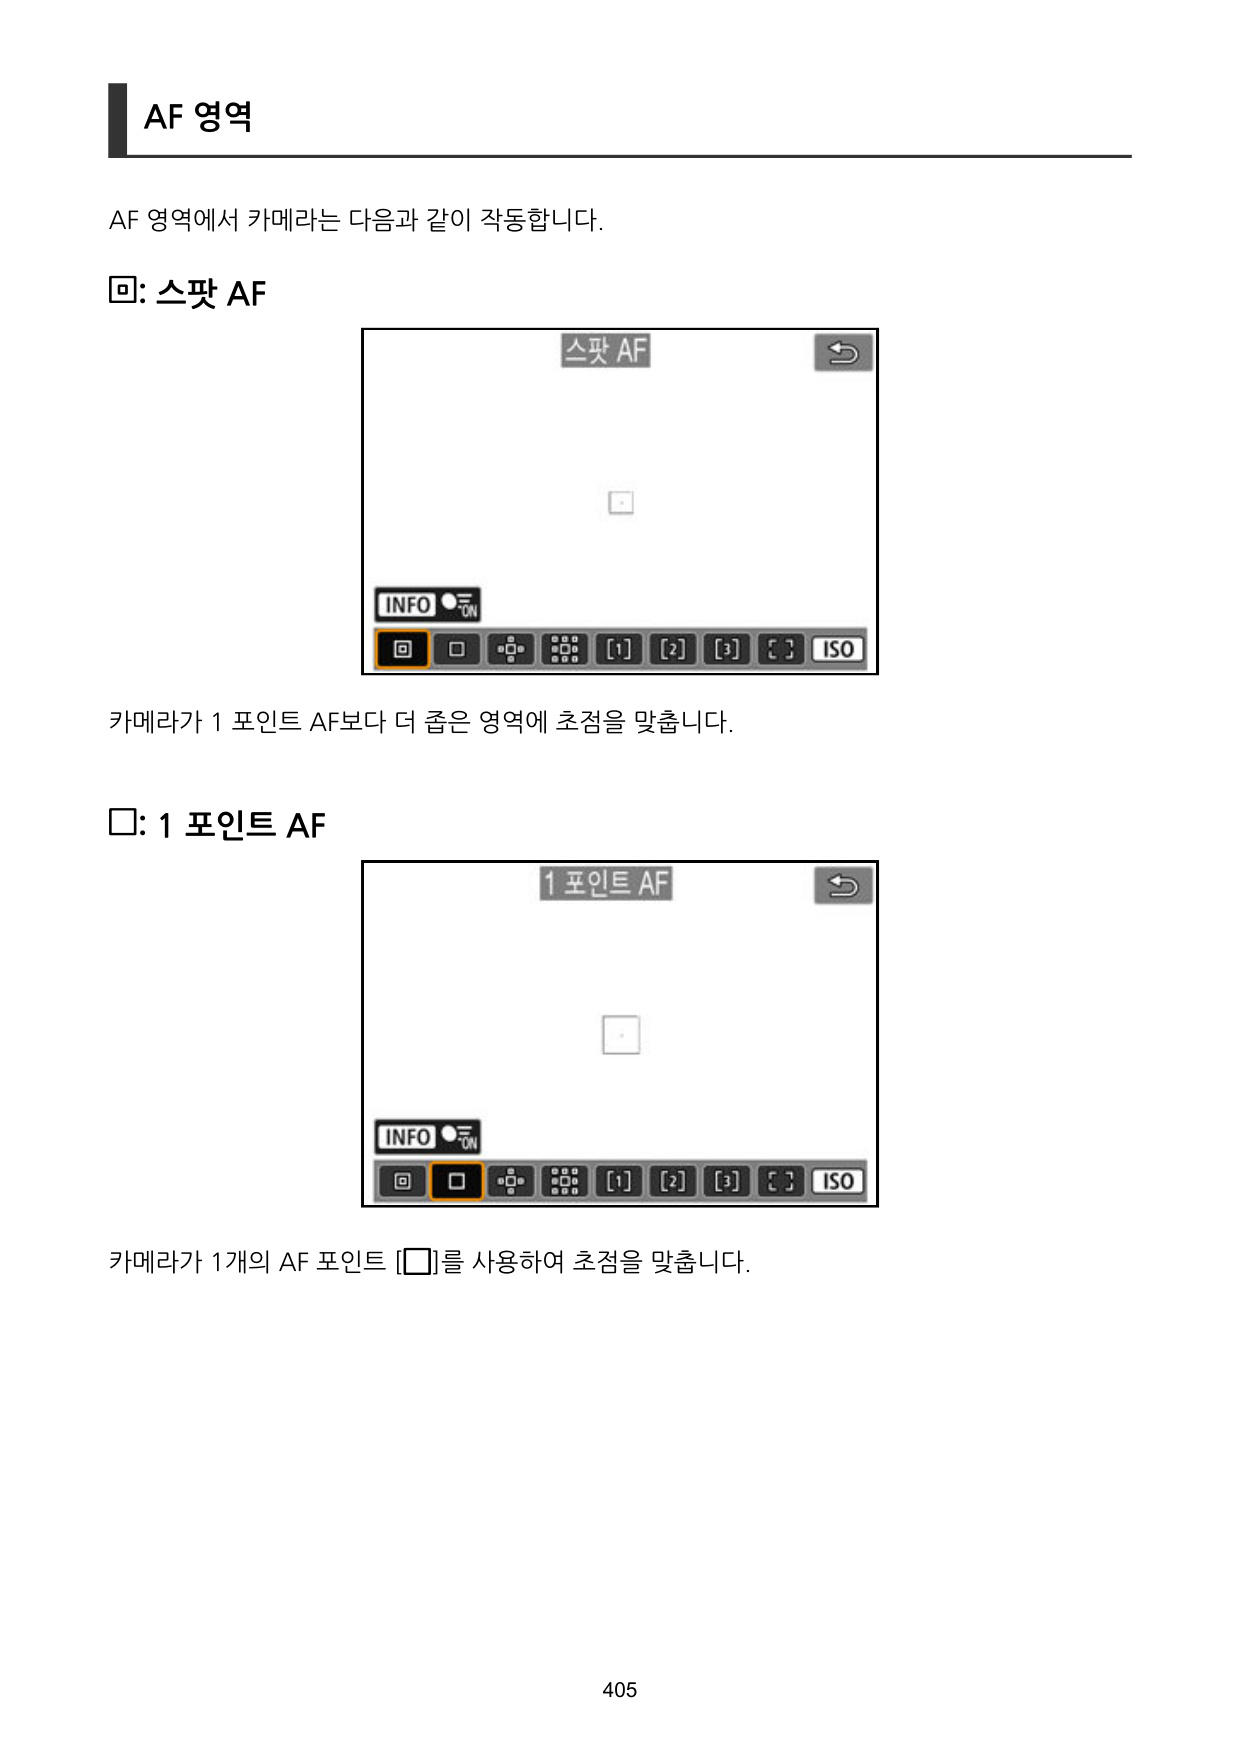 AF 영역
AF 영역에서 카메라는 다음과 같이 작동합니다.
: 스팟 AF
스팟 AF
INFO ON
[1] [2] [3] ISO
카메라가 1 포인트 AF보다 더 좁은 영역에 초점을 맞춥니다.
: 1 포인트 AF
1 포인트 AF
INFO ON
[1] [2] [3] ISO
카메라가 1개의 AF 포인트 [□]를 사용하여 초점을 맞춥니다.
405